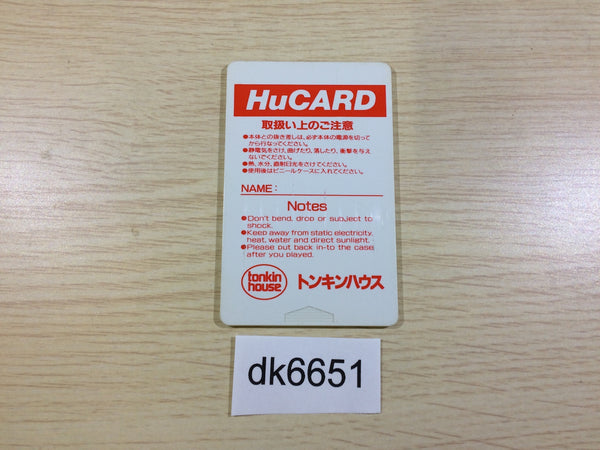 HuCARD
取扱い上のご注意
●本体との抜き差しは、必ず本体の電源を切って
から行なってください。
●静電気をさけ、曲げたり、落したり、衝撃を与え
ないでください。
●熱、水分、直射日光をさけてください。
●使用後はビニールケースに入れてください。
NAME:
Notes
●Don't bend, drop or subject to
shock.
●Keep away from static electricity,
heat, water and direct sunlight.
●Please put back in-to the case
after you played.
tonkin
house
トンキンハウス
dk6651